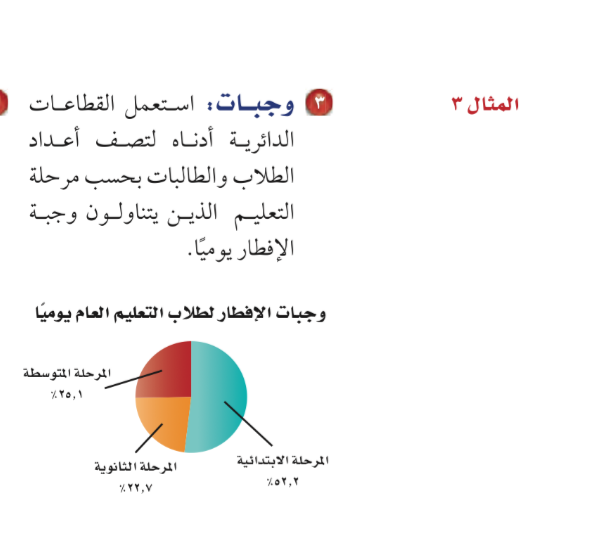 المثال ٣
٣ وجبات: استعمل القطاعات
الدائرية أدناه لتصف أعداد
الطلاب والطالبات بحسب مرحلة
التعليم الذين يتناولون وجبة
الإفطار يوميًا.
وجبات الإفطار لطلاب التعليم العام يوميًا
المرحلة المتوسطة
٢٥,١٪
المرحلة الابتدائية
٥٢,٢٪
المرحلة الثانوية
٢٢,٧٪